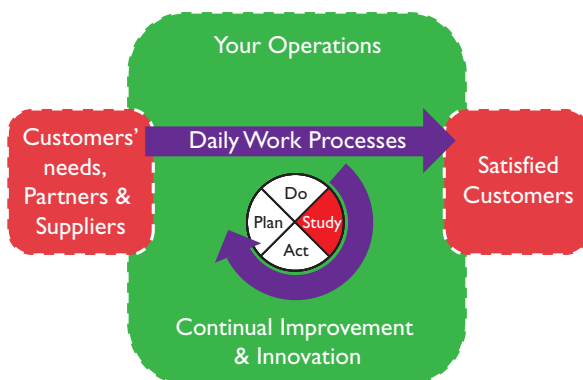 Your Operations
Customers’
needs,
Partners &
Suppliers
Daily Work Processes
Satisfied
Customers
Do
Plan
Study
Act
Continual Improvement
& Innovation